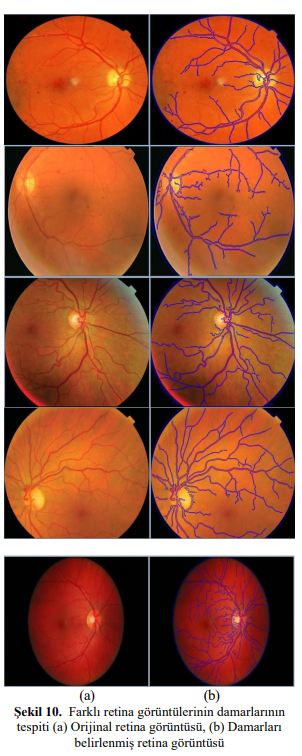 (a) (b)
Şekil 10. Farklı retina görüntülerinin damarlarının
tespiti (a) Orijinal retina görüntüsü, (b) Damarları
belirlenmiş retina görüntüsü